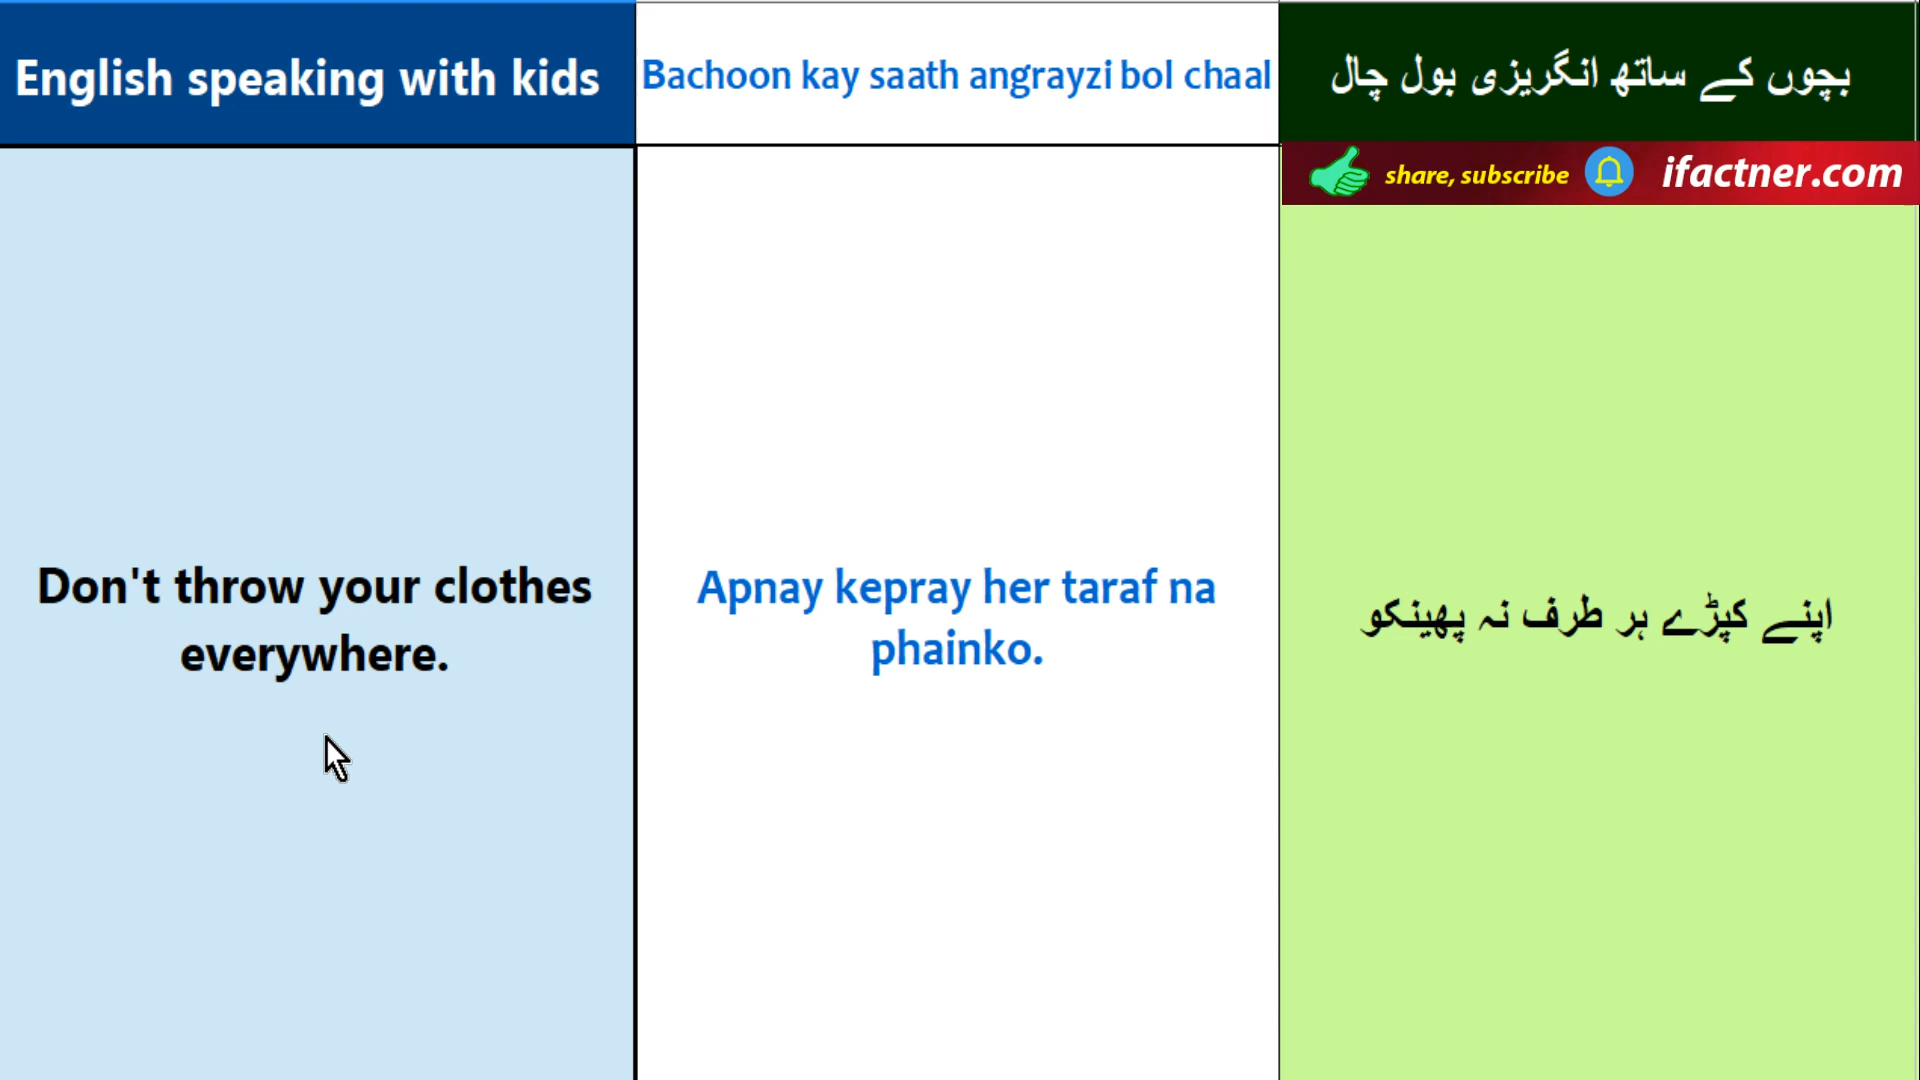 English speaking with kids
Bachoon kay saath angrayzi bol chaal
بچوں کے ساتھ انگریزی بول چال
share, subscribe
ifactner.com
Don't throw your clothes
everywhere.
Apnay kepray her taraf na
phainko.
اپنے کپڑے ہر طرف نہ پھینکو